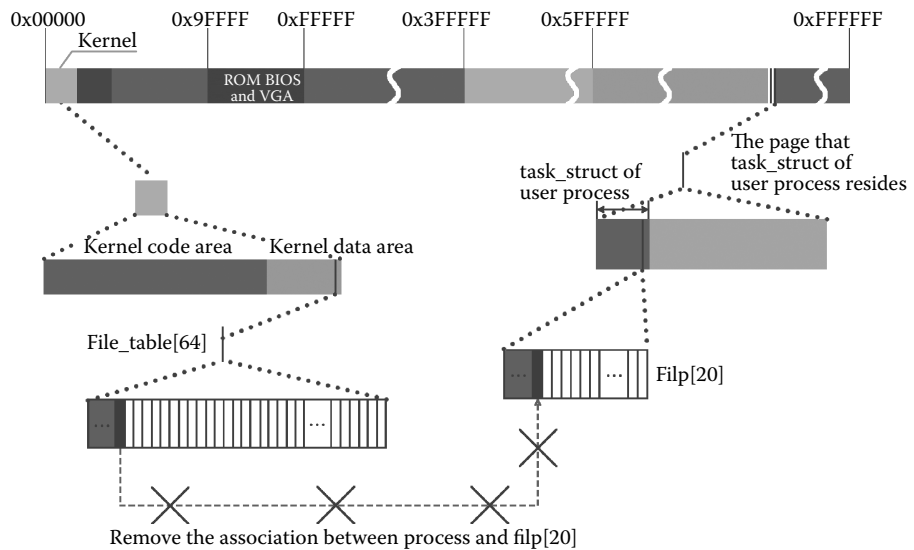 0x00000 0x9FFFF 0xFFFFF 0x3FFFFF 0x5FFFFF 0xFFFFFF
Kernel
ROM BIOS
and VGA
The page that
task_struct of
user process resides
task_struct of
user process
Kernel code area Kernel data area
File_table[64]
Filp[20]
...
...
...
...
Remove the association between process and filp[20]